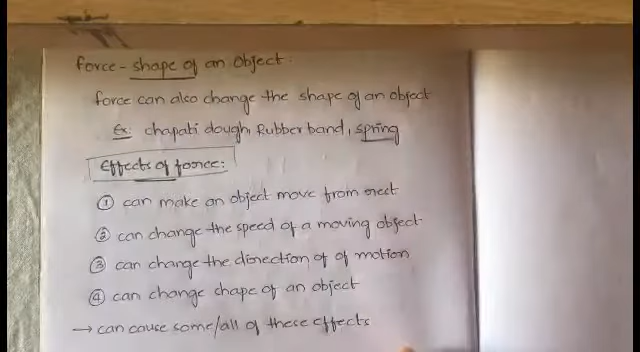 force - shape of an Object:
force can also change the shape of an object
Ex: chapati dough, Rubber band, spring
Effects of force:
① can make an object move from rest
② can change the speed of a moving object
③ can change the direction of of motion
④ can change chape of an object
→ can cause some/all of these effects